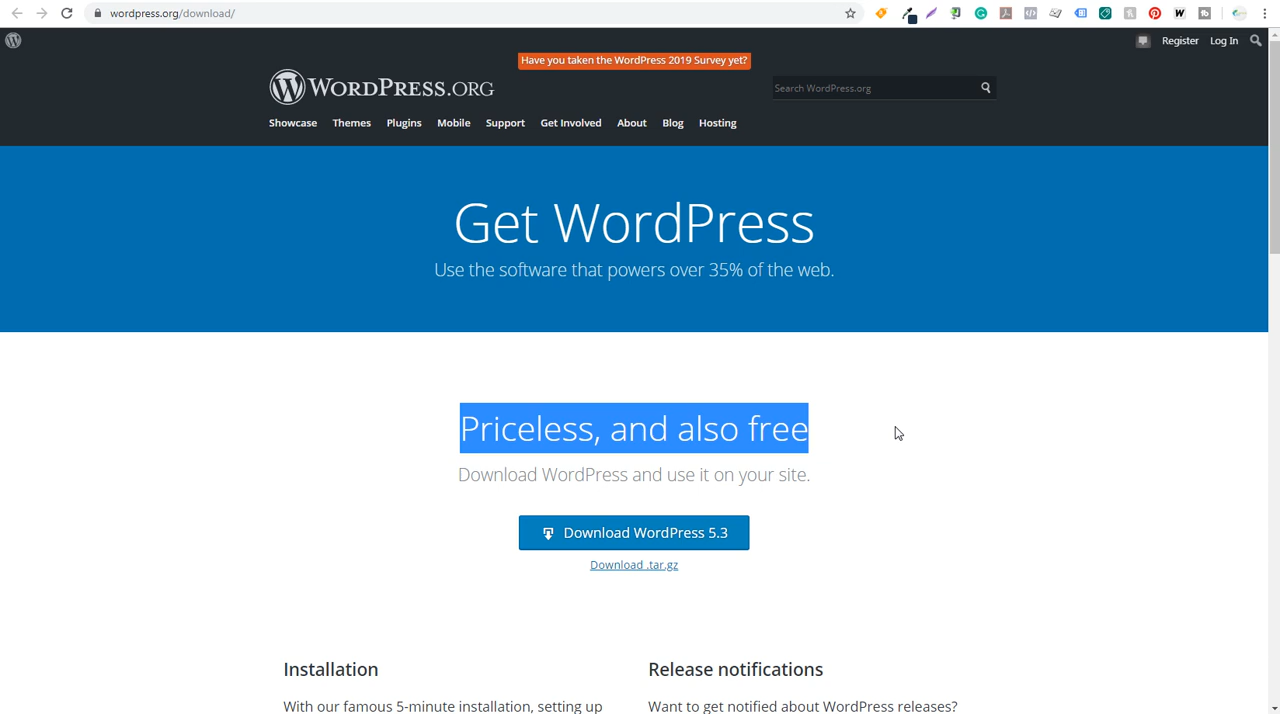 wordpress.org/download/
Register Log In
Have you taken the WordPress 2019 Survey yet?
WORDPRESS.ORG
Search WordPress.org
Showcase Themes Plugins Mobile Support Get Involved About Blog Hosting
Get WordPress
Use the software that powers over 35% of the web.
Priceless, and also free
Download WordPress and use it on your site.
Download WordPress 5.3
Download .tar.gz
Installation
Release notifications
With our famous 5-minute installation, setting up
Want to get notified about WordPress releases?